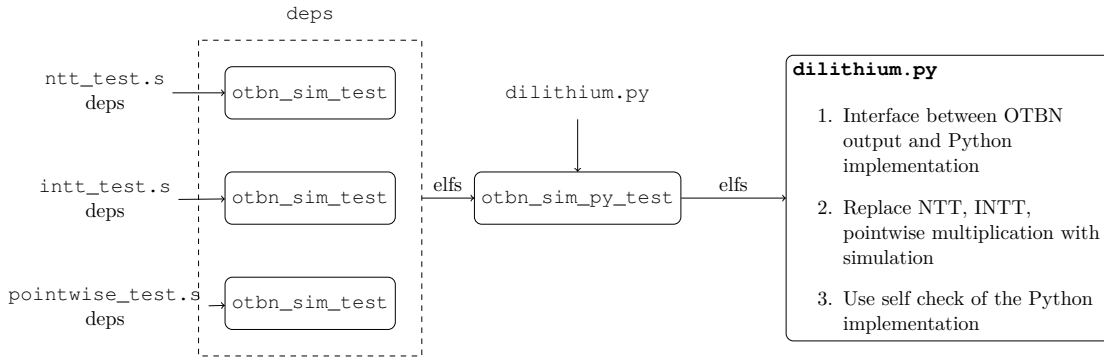 deps
ntt_test.s
deps
otbn_sim_test
intt_test.s
deps
otbn_sim_test
pointwise_test.s
deps
otbn_sim_test
elfs
dilithium.py
otbn_sim_py_test
elfs
dilithium.py
1. Interface between OTBN
output and Python
implementation
2. Replace NTT, INTT,
pointwise multiplication with
simulation
3. Use self check of the Python
implementation